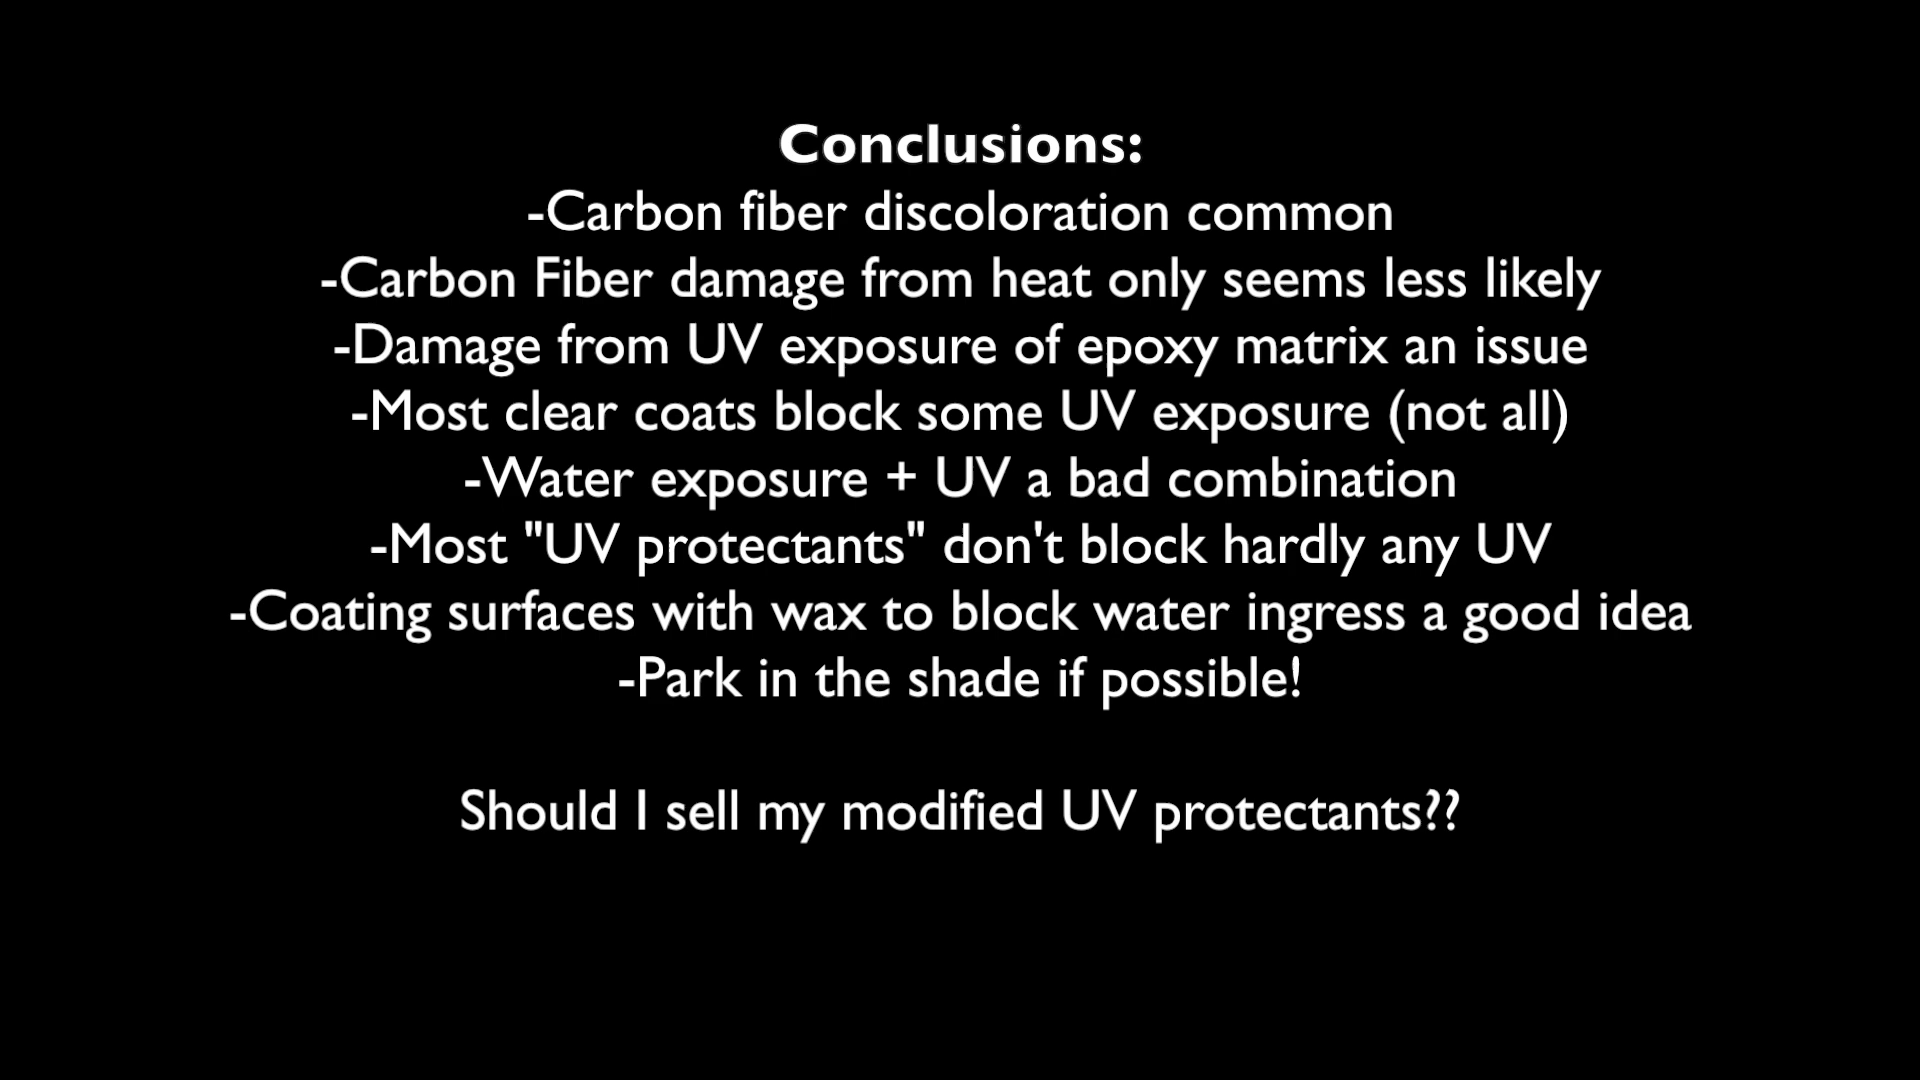 Conclusions:
-Carbon fiber discoloration common
-Carbon Fiber damage from heat only seems less likely
-Damage from UV exposure of epoxy matrix an issue
-Most clear coats block some UV exposure (not all)
-Water exposure + UV a bad combination
-Most "UV protectants" don't block hardly any UV
-Coating surfaces with wax to block water ingress a good idea
-Park in the shade if possible!
Should I sell my modified UV protectants??